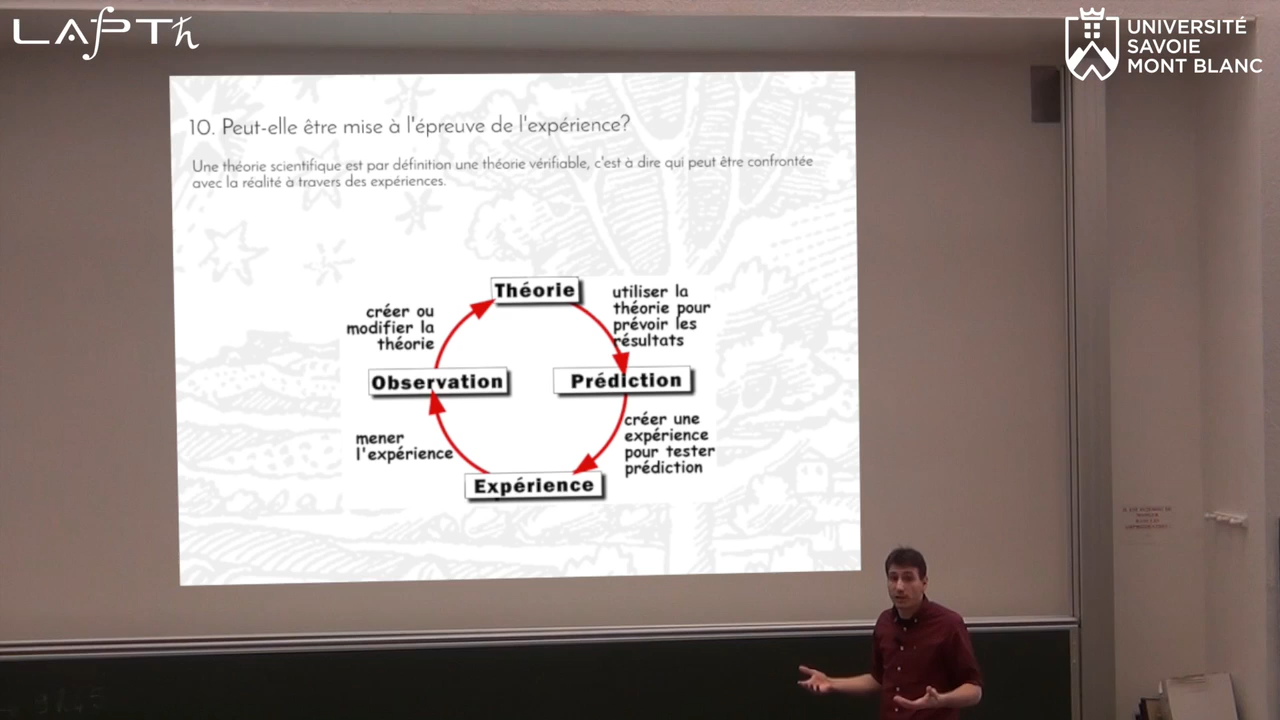 LAPTh
UNIVERSITÉ
SAVOIE
MONT BLANC
10. Peut-elle être mise à l'épreuve de l'expérience?
Une théorie scientifique est par définition une théorie vérifiable, c'est à dire qui peut être confrontée
avec la réalité à travers des expériences.
Théorie
utiliser la
théorie pour
prévoir les
résultats
créer ou
modifier la
théorie
Observation
Prédiction
créer une
expérience
pour tester
prédiction
mener
l'expérience
Expérience